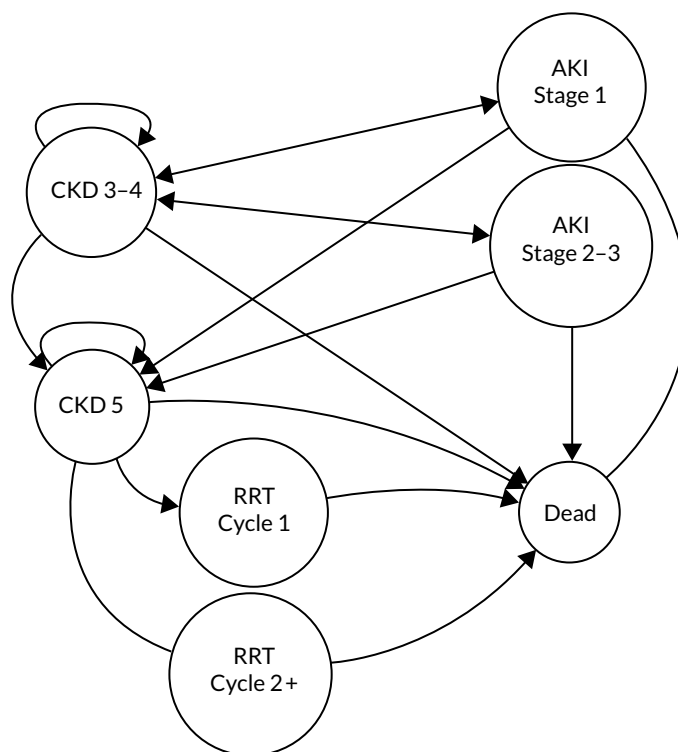 AKI
Stage 1
CKD 3–4
AKI
Stage 2–3
CKD 5
RRT
Cycle 1
Dead
RRT
Cycle 2+